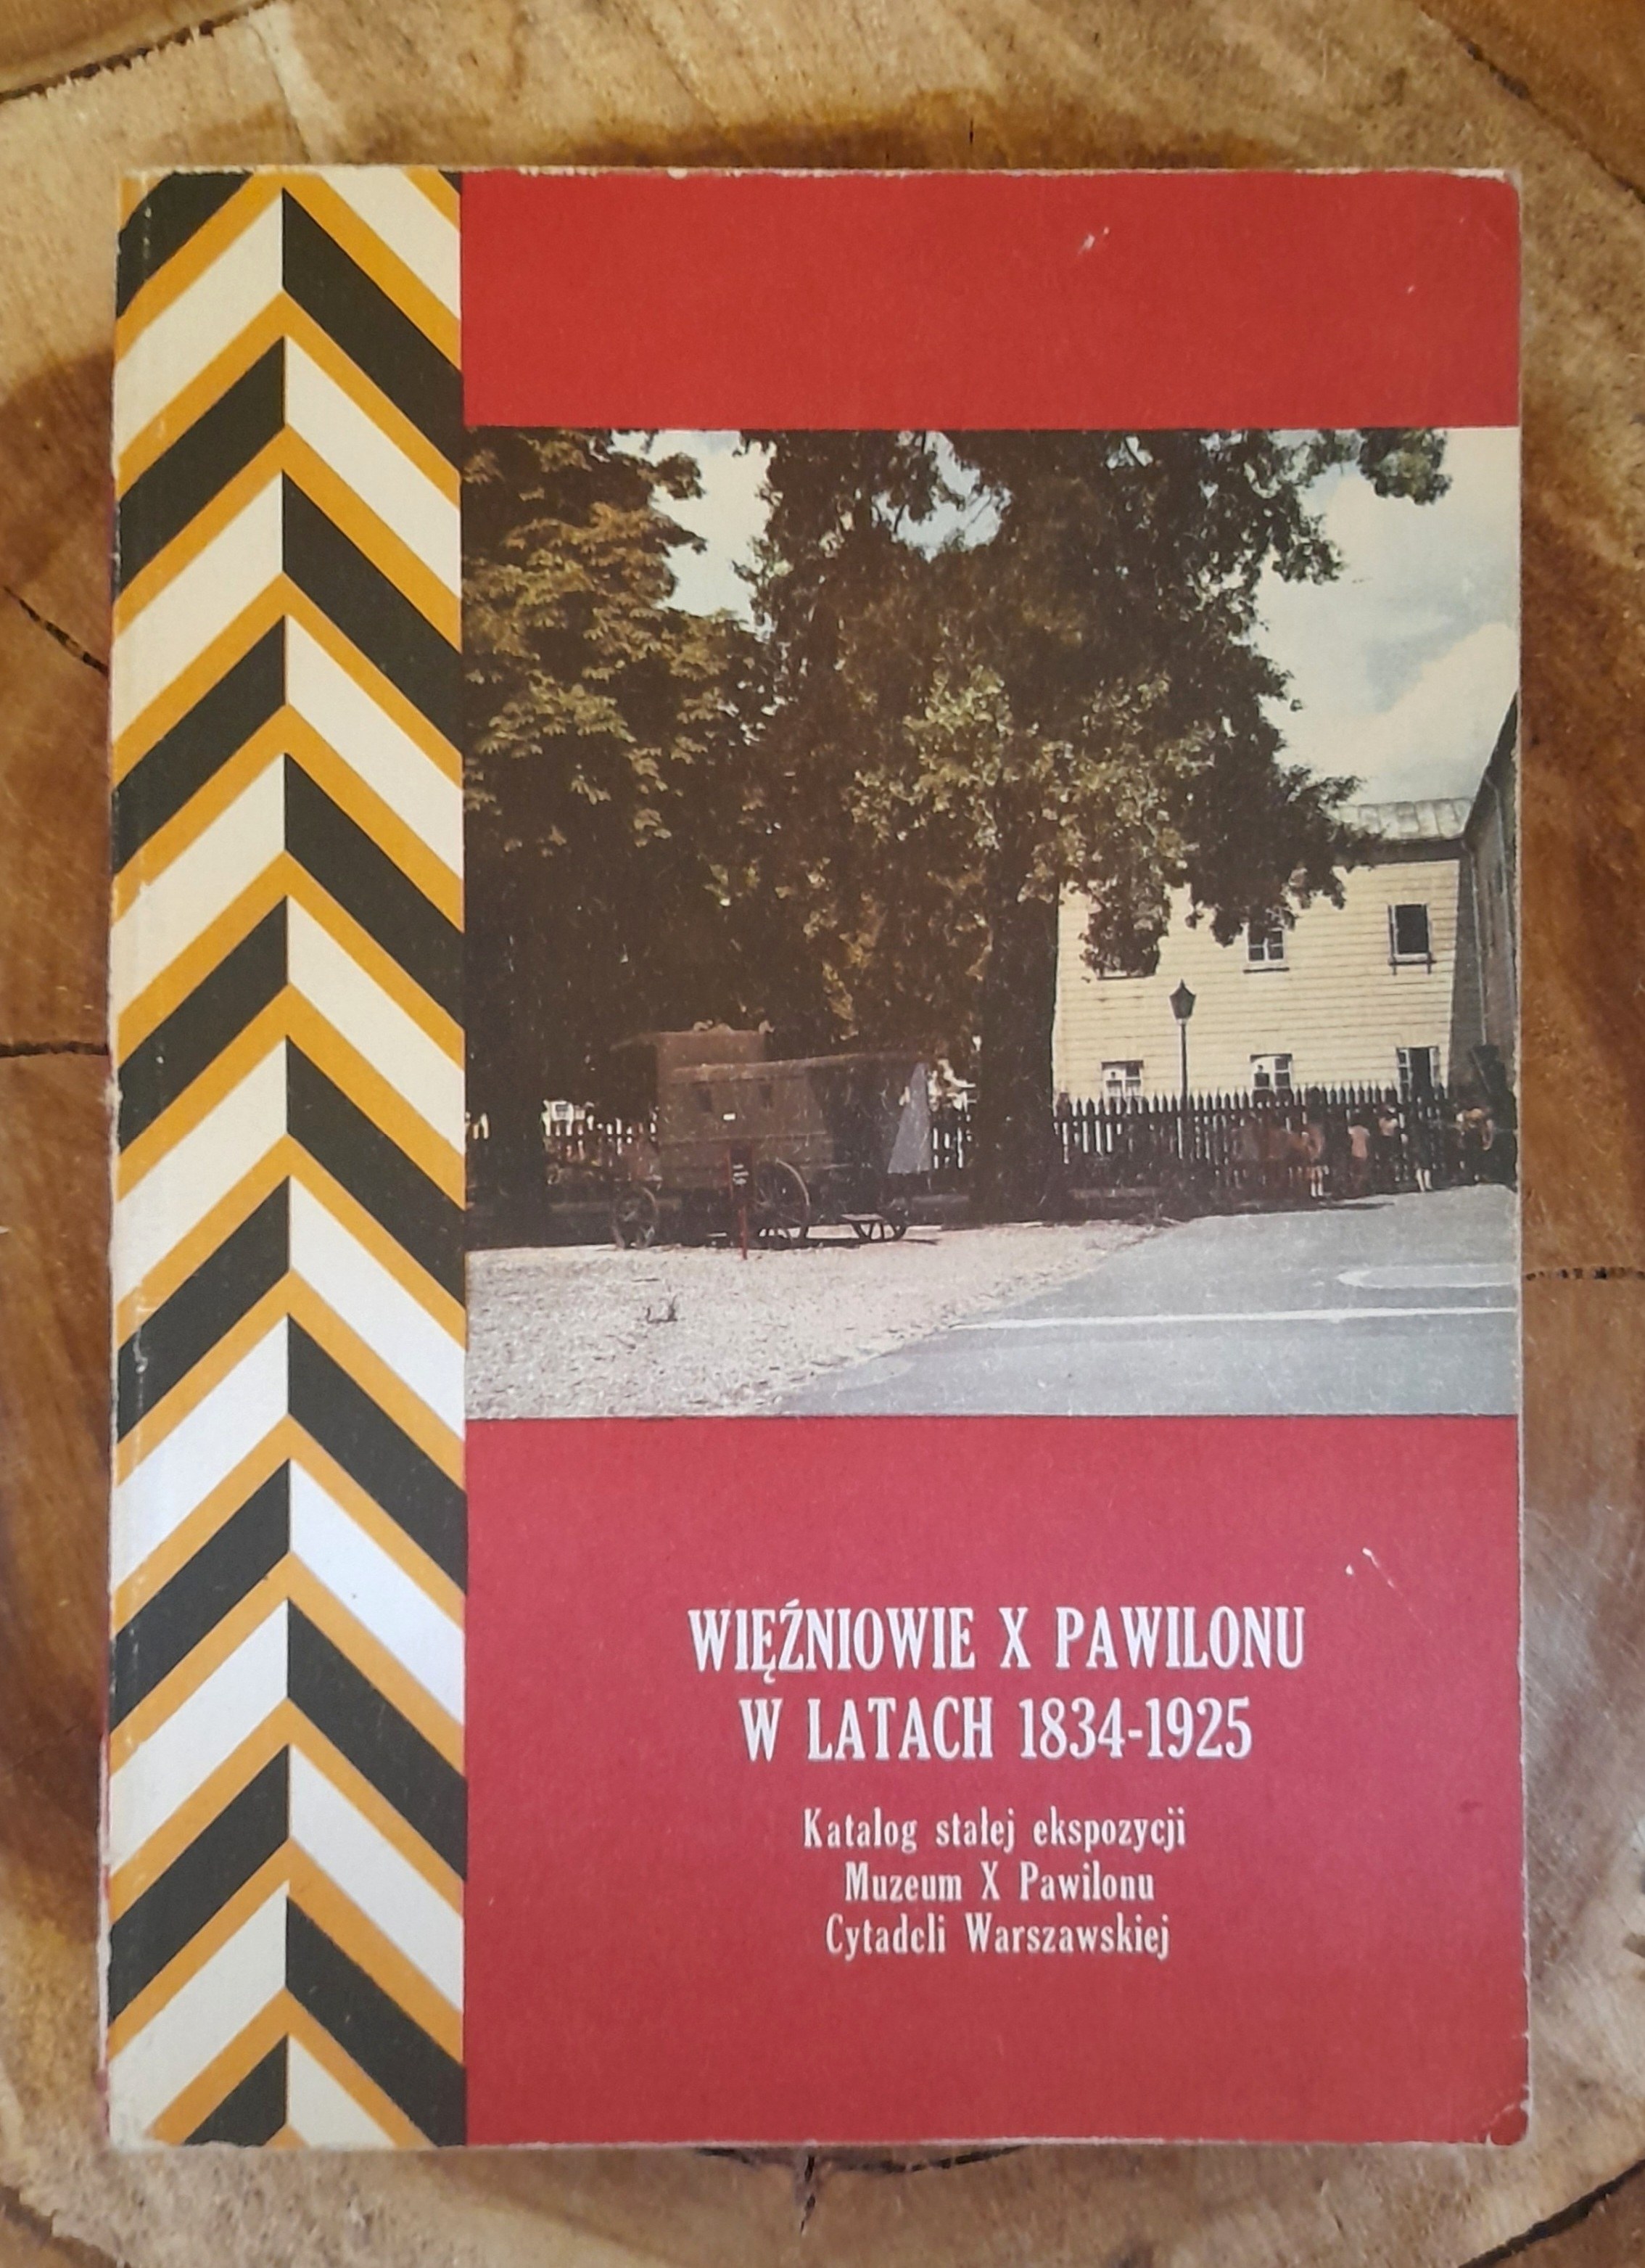 WIĘŹNIOWIE X PAWILONU
W LATACH 1834-1925
Katalog stałej ekspozycji
Muzeum X Pawilonu
Cytadeli Warszawskiej